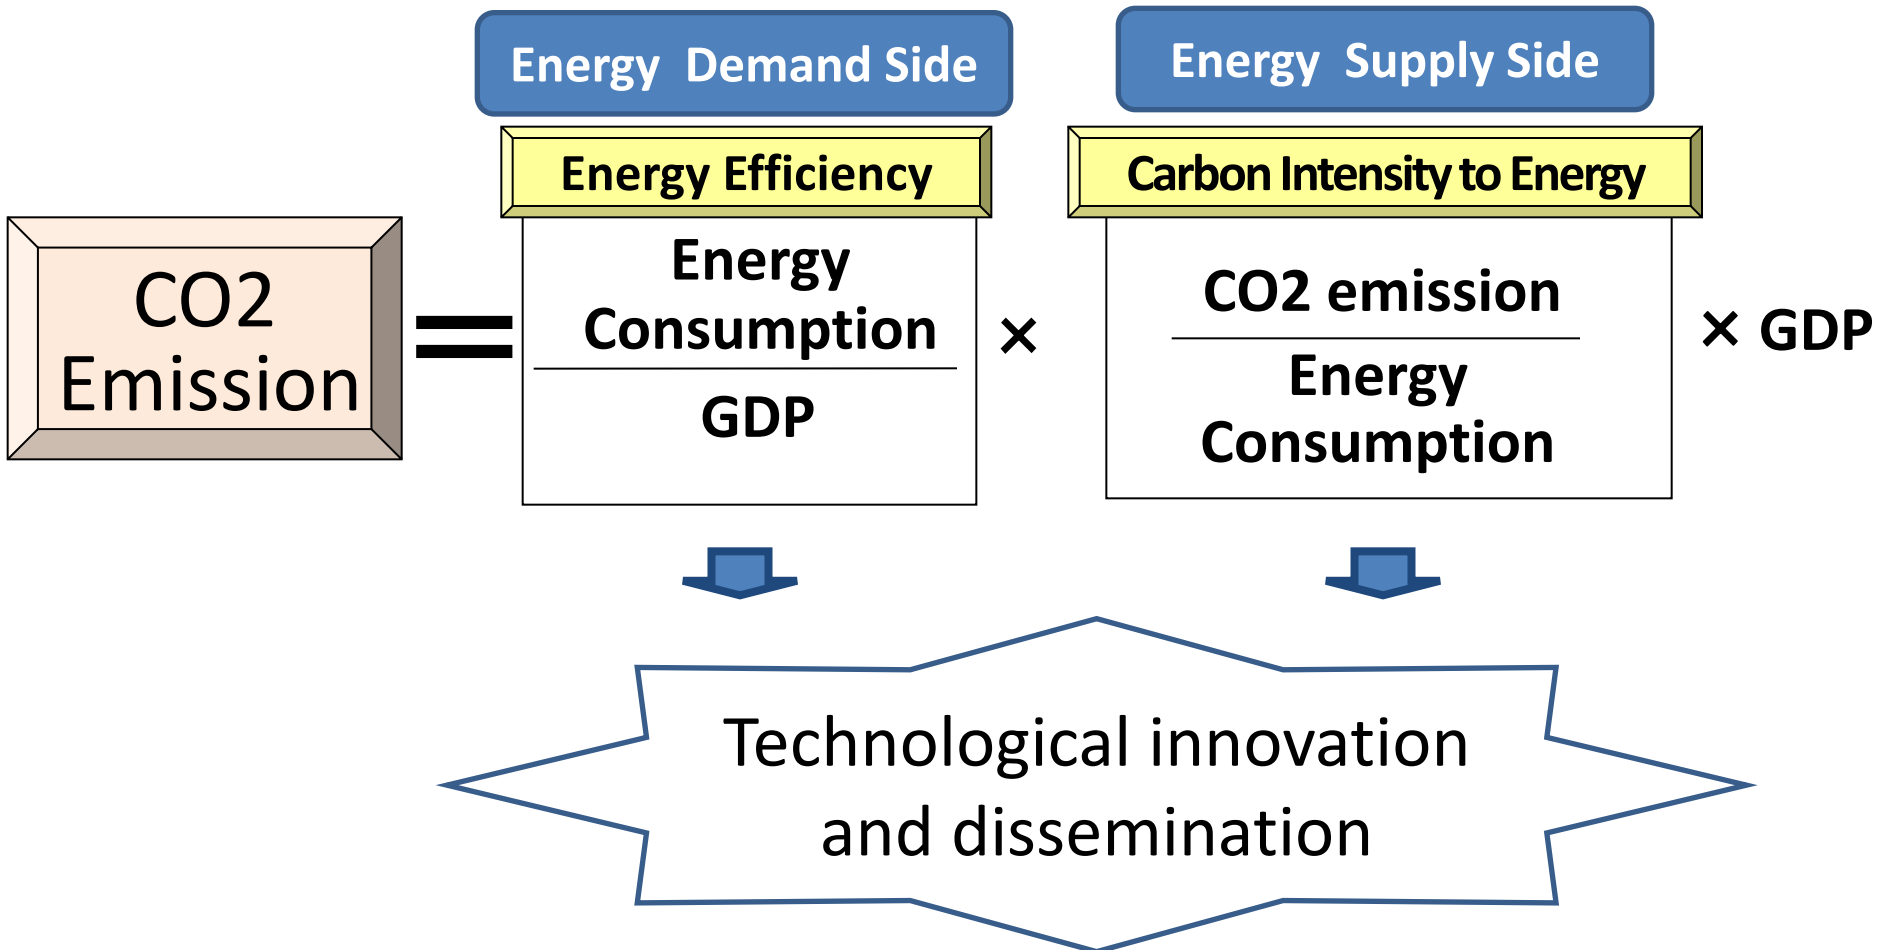 Energy Demand Side
Energy Supply Side
Energy Efficiency
Carbon Intensity to Energy
CO2
Emission
=
Energy
Consumption
GDP
×
CO2 emission
Energy
Consumption
× GDP
Technological innovation
and dissemination